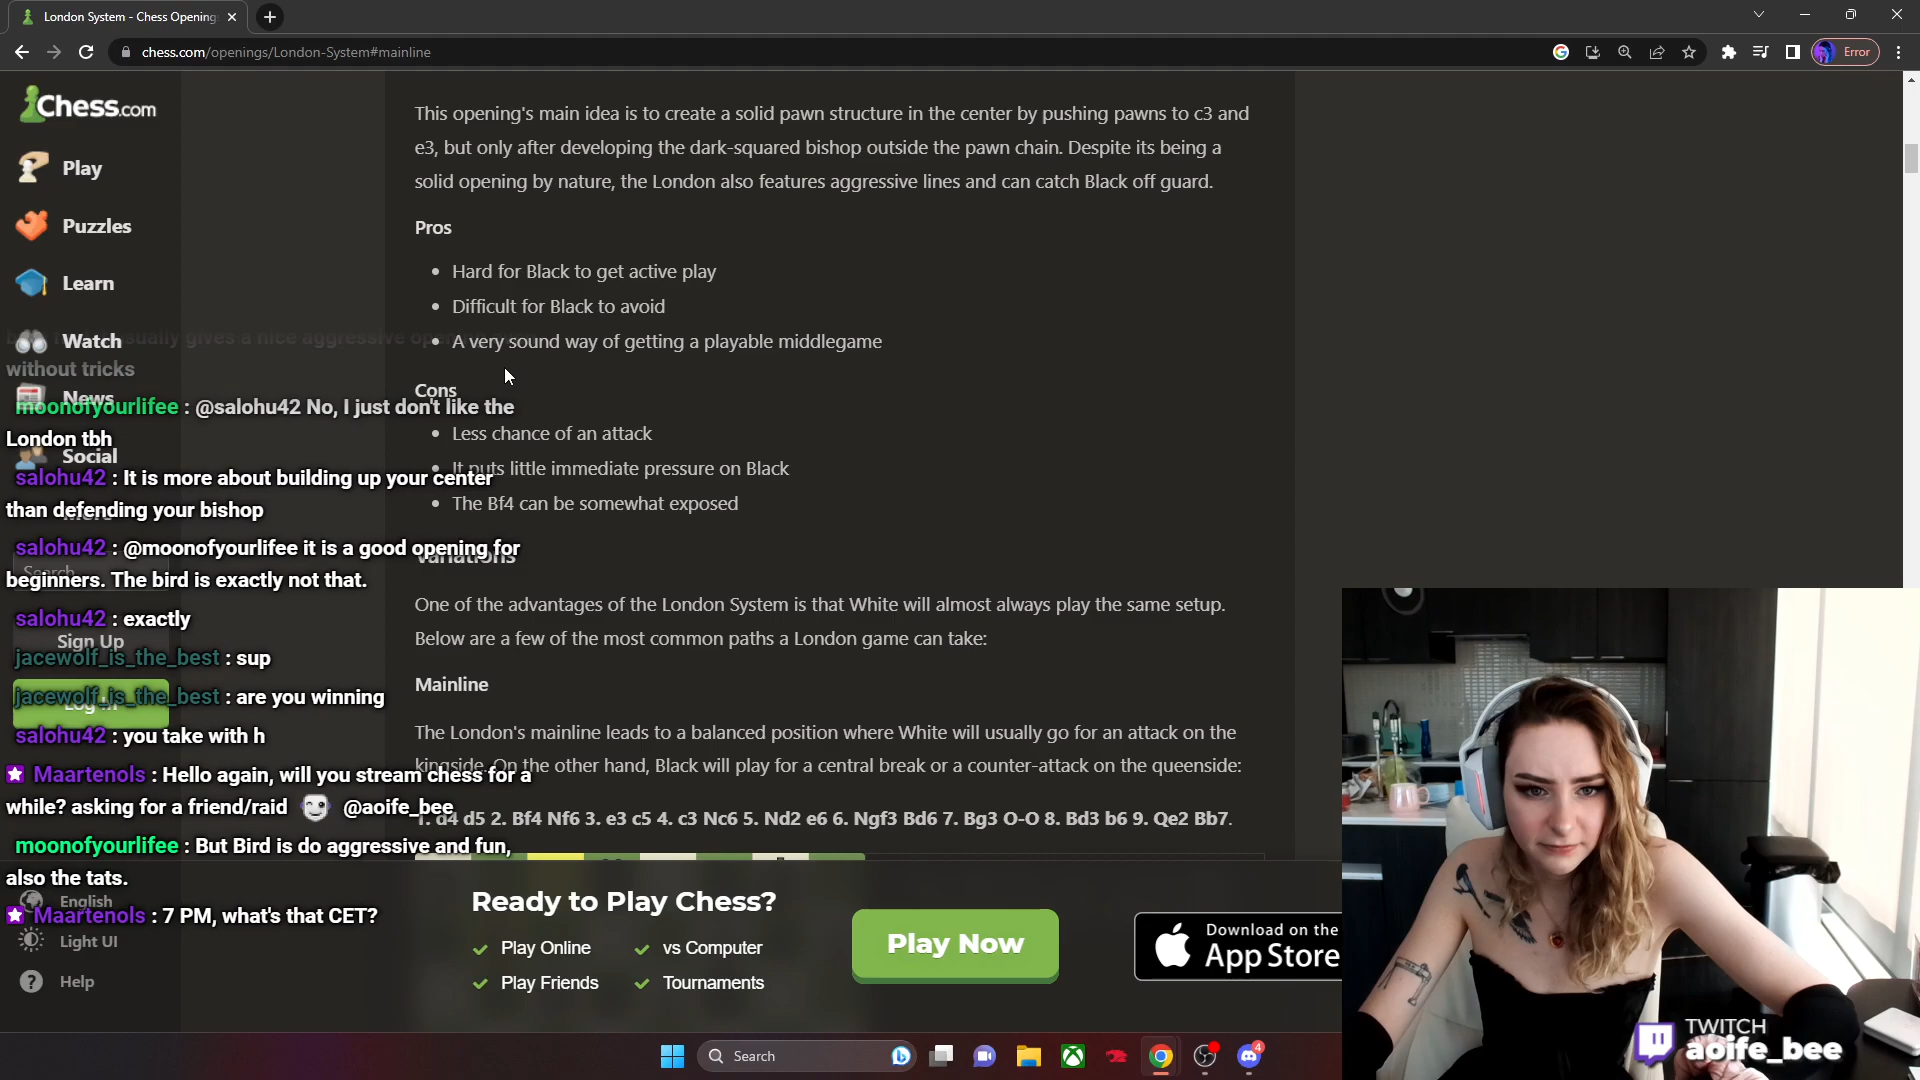 London System - Chess Opening
chess.com/openings/London-System#mainline
Error
Chess.com
Play
Puzzles
Learn
Watch
News
Social
Sign Up
English
Light UI
Help
This opening's main idea is to create a solid pawn structure in the center by pushing pawns to c3 and
e3, but only after developing the dark-squared bishop outside the pawn chain. Despite its being a
solid opening by nature, the London also features aggressive lines and can catch Black off guard.
Pros
Hard for Black to get active play
Difficult for Black to avoid
A very sound way of getting a playable middlegame
Cons
Less chance of an attack
It puts little immediate pressure on Black
The Bf4 can be somewhat exposed
Variations
One of the advantages of the London System is that White will almost always play the same setup.
Below are a few of the most common paths a London game can take:
Mainline
The London's mainline leads to a balanced position where White will usually go for an attack on the
kingside. On the other hand, Black will play for a central break or a counter-attack on the queenside:
1. d4 d5 2. Bf4 Nf6 3. e3 c5 4. c3 Nc6 5. Nd2 e6 6. Ngf3 Bd6 7. Bg3 O-O 8. Bd3 b6 9. Qe2 Bb7.
usually gives a nice aggressive opening
without tricks
moonofyourlifee : @salohu42 No, I just don't like the
London tbh
salohu42 : It is more about building up your center
than defending your bishop
salohu42 : @moonofyourlifee it is a good opening for
beginners. The bird is exactly not that.
salohu42 : exactly
jacewolf_is_the_best : sup
jacewolf_is_the_best : are you winning
salohu42 : you take with h
Maartenols : Hello again, will you stream chess for a
while? asking for a friend/raid @aoife_bee
moonofyourlifee : But Bird is do aggressive and fun,
also the tats.
Maartenols : 7 PM, what's that CET?
Ready to Play Chess?
Play Online
vs Computer
Play Friends
Tournaments
Play Now
Download on the
App Store
Search
4
TWITCH
aoife_bee